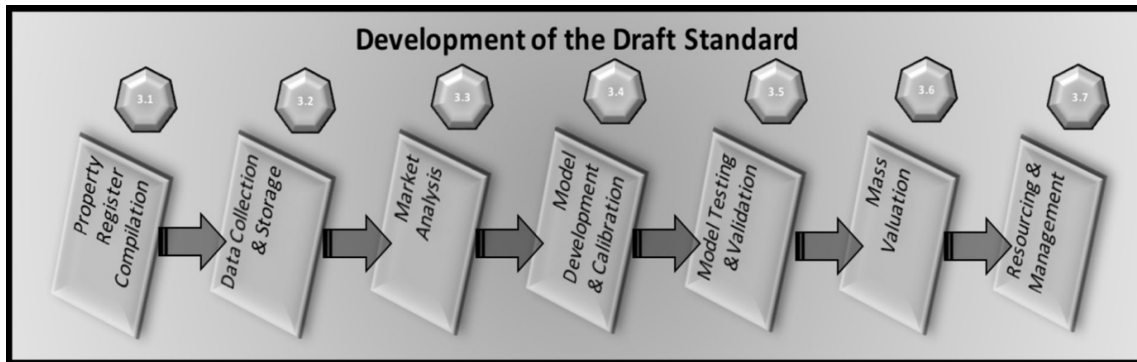 Development of the Draft Standard
3.1
3.2
3.3
3.4
3.5
3.6
3.7
Property
Register
Compilation
Data Collection
& Storage
Market
Analysis
Model
Development
& Calibration
Model Testing
& Validation
Mass
Valuation
Resourcing &
Management